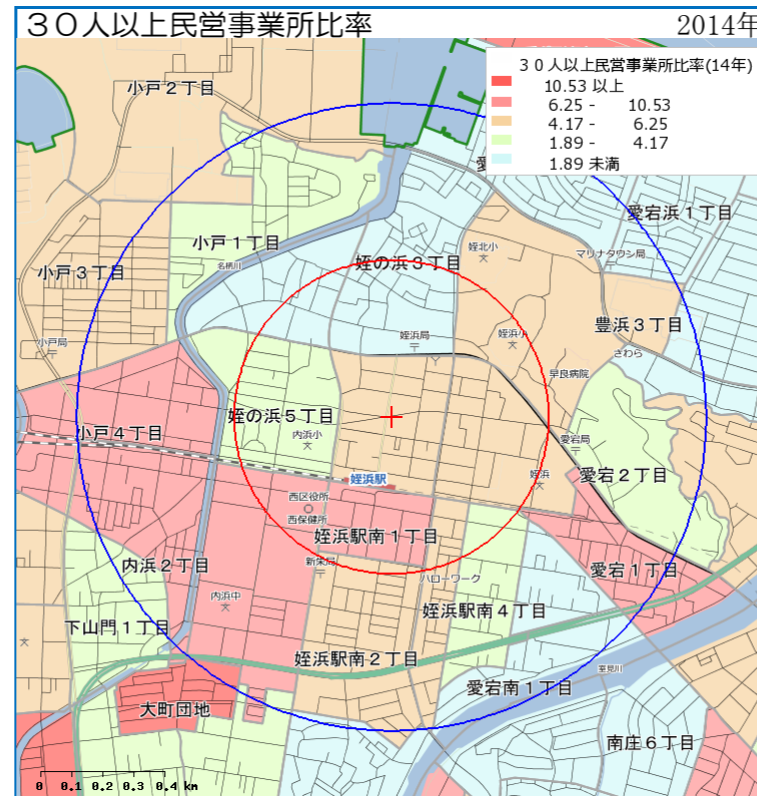 ３０人以上民営事業所比率
2014年
３０人以上民営事業所比率(14年)
10.53 以上
6.25 - 10.53
4.17 - 6.25
1.89 - 4.17
1.89 未満
小戸２丁目
愛宕浜１丁目
小戸１丁目
姪北小
文
マリナタウン局
〒
名柄川
姪の浜３丁目
小戸３丁目
豊浜３丁目
姪浜局
〒
姪浜小
文
小戸局
〒
さわら
早良病院
姪の浜５丁目
小戸４丁目
内浜小
文
愛宕局
〒
姪浜駅
姪浜
文
愛宕２丁目
西区役所
西保健所
姪浜駅南１丁目
内浜２丁目
新栄局
〒
ハローワーク
愛宕１丁目
内浜中
文
姪浜駅南４丁目
下山門１丁目
文
姪浜駅南２丁目
室見川
愛宕南１丁目
大町団地
南庄６丁目
0 0.1 0.2 0.3 0.4 km